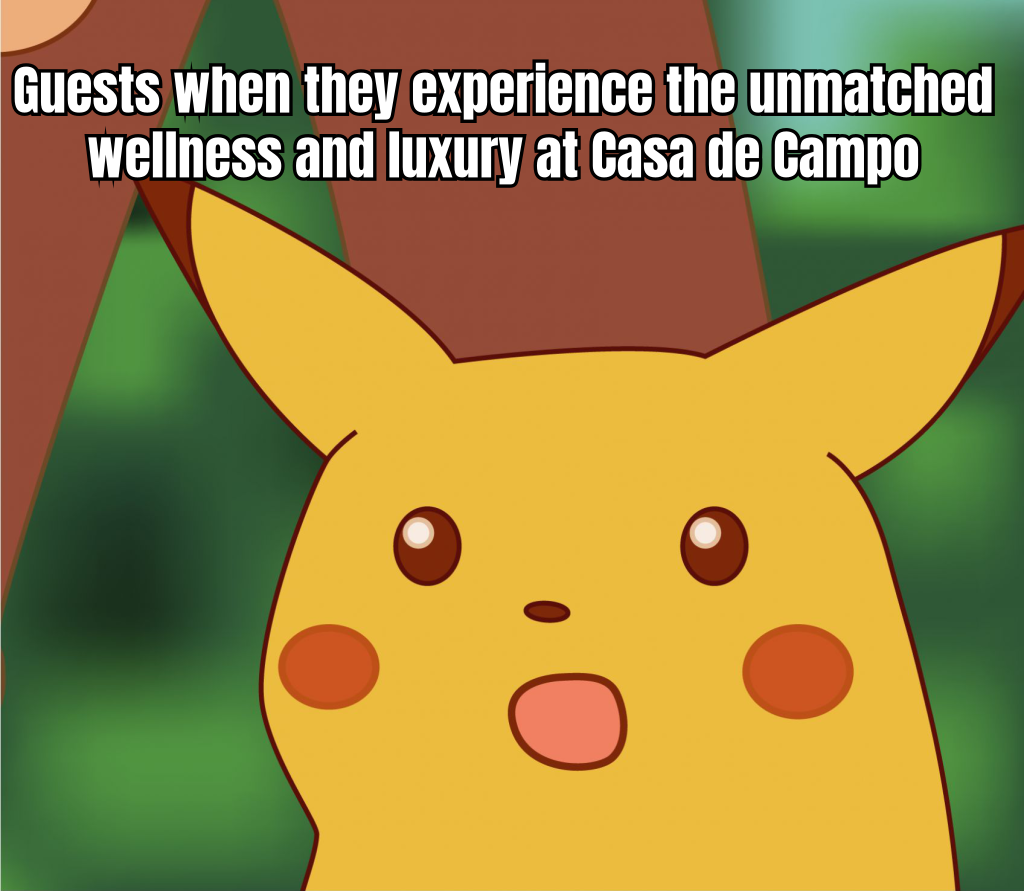 Guests when they experience the unmatched
wellness and luxury at Casa de Campo